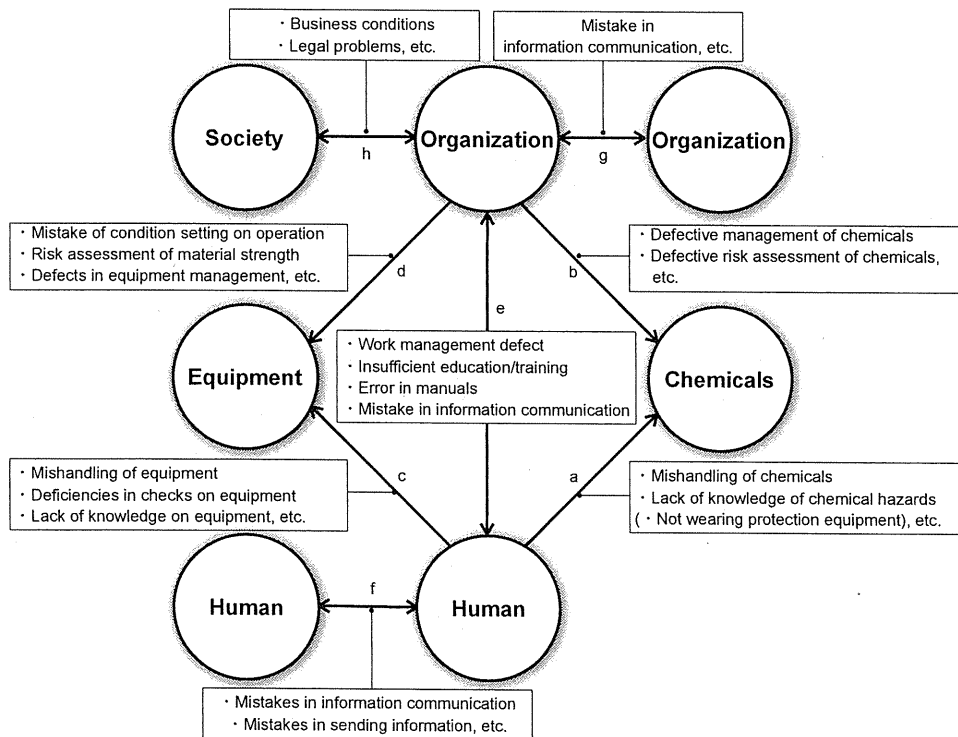 ・ Business conditions
・ Legal problems, etc.
Mistake in
information communication, etc.
Society
h
Organization
g
Organization
・ Mistake of condition setting on operation
・ Risk assessment of material strength
・ Defects in equipment management, etc.
d
b
・ Defective management of chemicals
・ Defective risk assessment of chemicals,
etc.
e
Equipment
・ Work management defect
・ Insufficient education/training
・ Error in manuals
・ Mistake in information communication
Chemicals
・ Mishandling of equipment
・ Deficiencies in checks on equipment
・ Lack of knowledge on equipment, etc.
c
a
・ Mishandling of chemicals
・ Lack of knowledge of chemical hazards
(・ Not wearing protection equipment), etc.
Human
f
Human
・ Mistakes in information communication
・ Mistakes in sending information, etc.